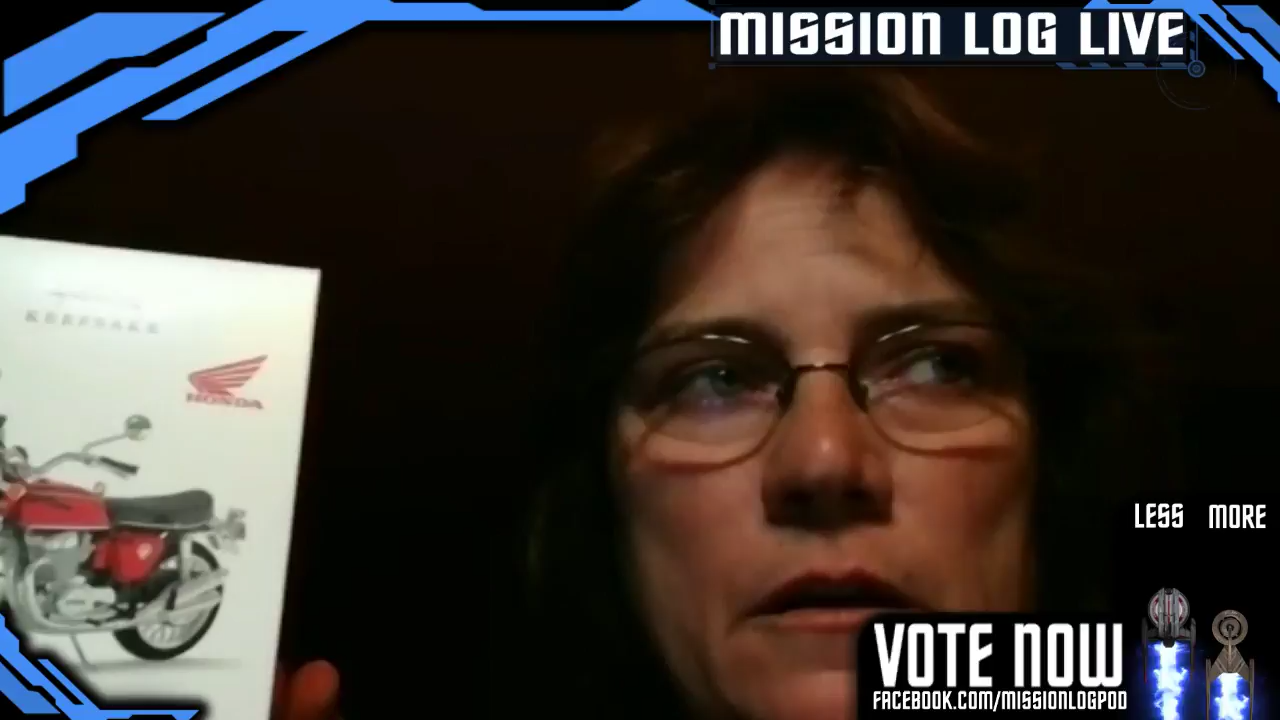 MISSION LOG LIVE
KEEPSAKE
HONDA
LESS MORE
VOTE NOW
FACEBOOK.COM/MISSIONLOGPOD